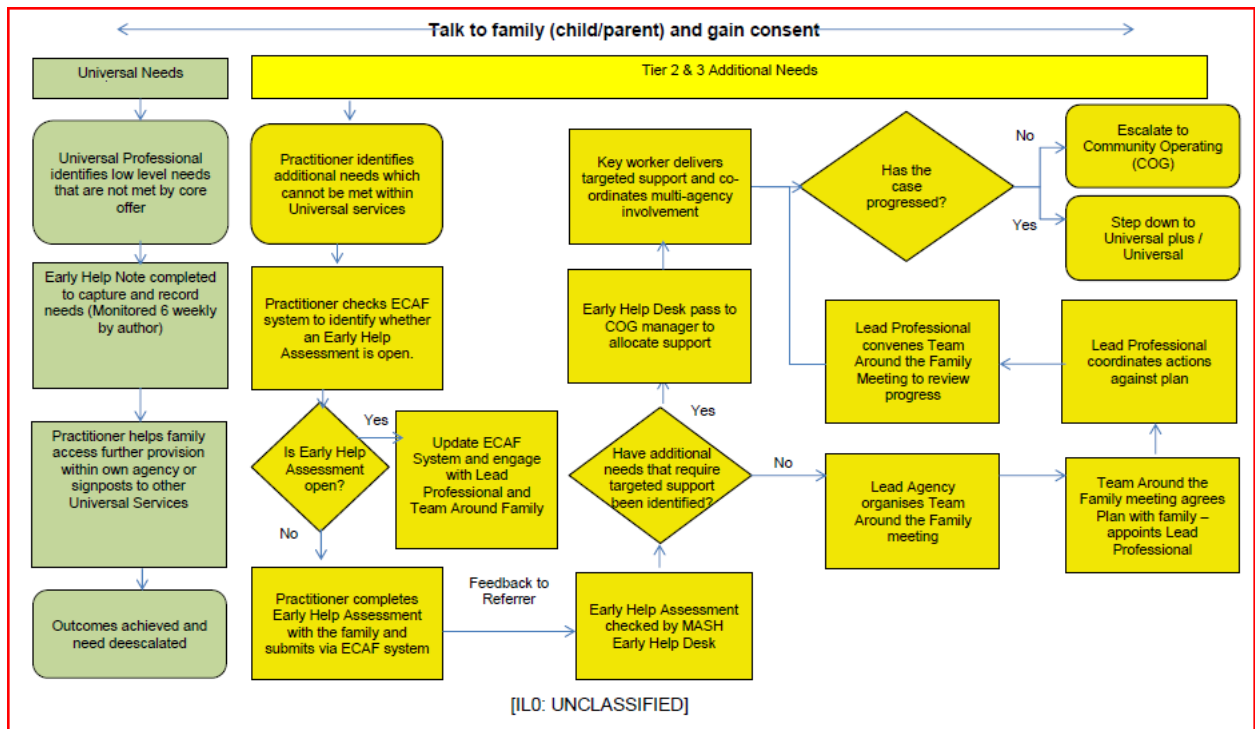 Talk to family (child/parent) and gain consent
Universal Needs
Tier 2 & 3 Additional Needs
Universal Professional
identifies low level needs
that are not met by core
offer
Early Help Note completed
to capture and record
needs (Monitored 6 weekly
by author)
Practitioner helps family
access further provision
within own agency or
signposts to other
Universal Services
Outcomes achieved and
need deescalated
Practitioner identifies
additional needs which
cannot be met within
Universal services
Practitioner checks ECAF
system to identify whether
an Early Help
Assessment is open.
Is Early Help
Assessment
open?
Yes
Update ECAF
System and engage
with Lead
Professional and
Team Around Family
No
Practitioner completes
Early Help Assessment
with the family and
submits via ECAF system
Feedback to
Referrer
Early Help Assessment
checked by MASH
Early Help Desk
Have additional
needs that require
targeted support
been identified?
Yes
Early Help Desk pass to
COG manager to
allocate support
Key worker delivers
targeted support and co-
ordinates multi-agency
involvement
No
Lead Agency
organises Team
Around the Family
meeting
Team Around the
Family meeting agrees
Plan with family –
appoints Lead
Professional
Lead Professional
coordinates actions
against plan
Lead Professional
convenes Team
Around the Family
Meeting to review
progress
Has the
case
progressed?
No
Escalate to
Community Operating
(COG)
Yes
Step down to
Universal plus /
Universal
[IL0: UNCLASSIFIED]